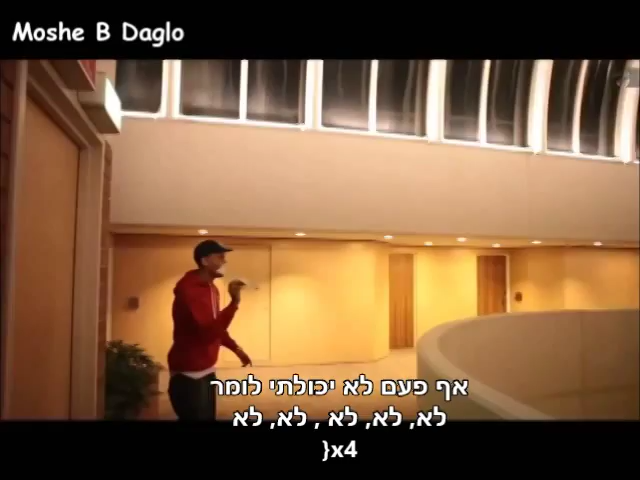 Moshe B Daglo
אף פעם לא יכולתי לומר
לא, לא, לא , לא, לא
}x4